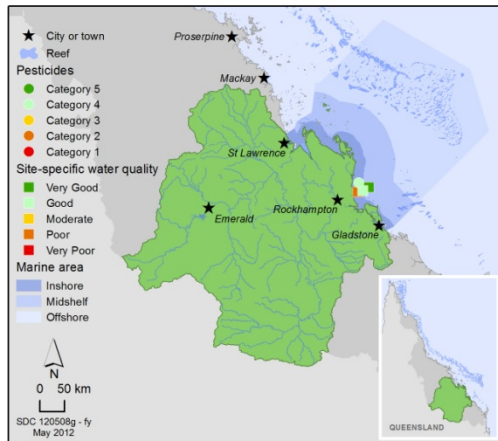 City or town
Reef
Pesticides
Category 5
Category 4
Category 3
Category 2
Category 1
Site-specific water quality
Very Good
Good
Moderate
Poor
Very Poor
Marine area
Inshore
Midshelf
Offshore
N
0 50 km
SDC 120508g - fy
May 2012
Proserpine
Mackay
St Lawrence
Emerald
Rockhampton
Gladstone
QUEENSLAND